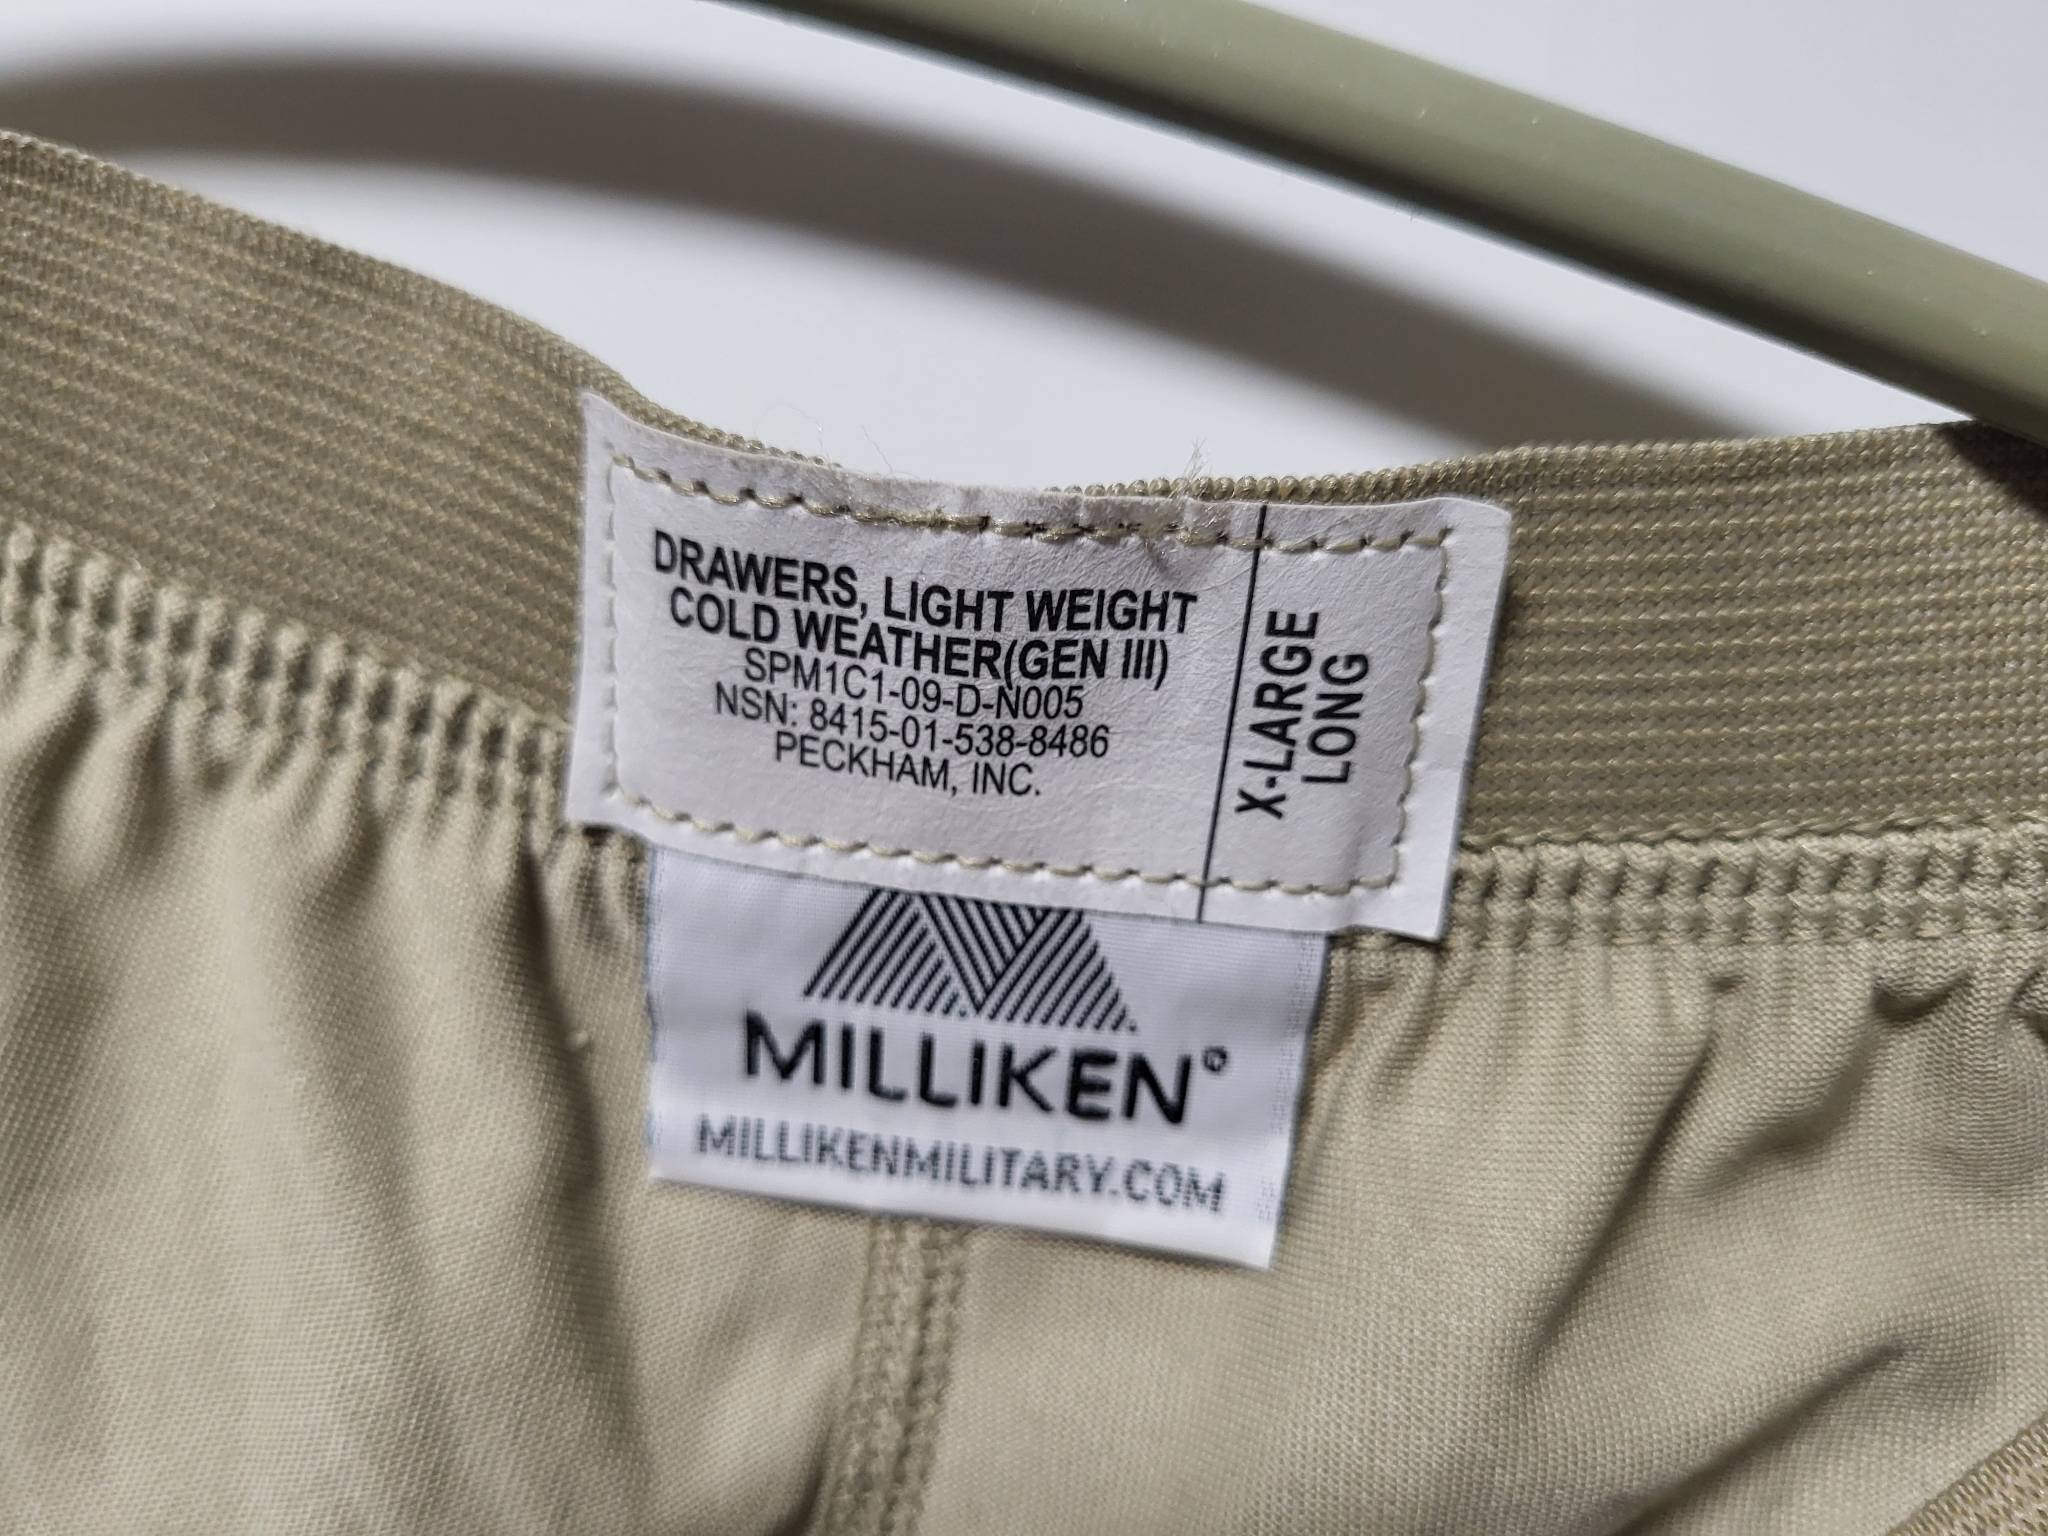 DRAWERS, LIGHT WEIGHT
COLD WEATHER(GEN III)
SPM1C1-09-D-N005
NSN: 8415-01-538-8486
PECKHAM, INC.
X-LARGE
LONG
MILLIKEN®
MILLIKENMILITARY.COM